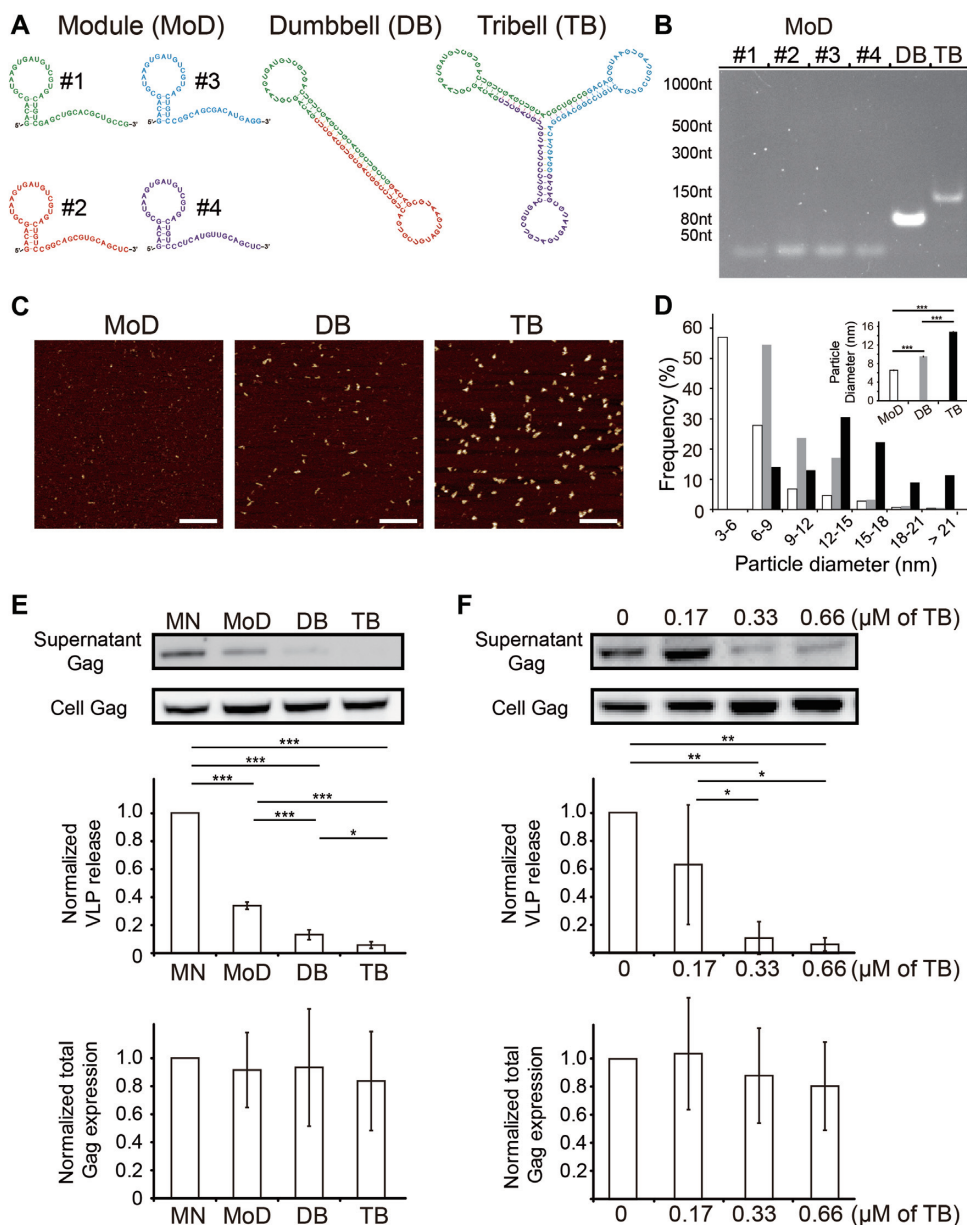 A Module (MoD) Dumbbell (DB) Tribell (TB)
#1 #3
5' 3' 5' 3'
#2 #4
5' 3' 5' 3'
B
MoD
#1 #2 #3 #4 DB TB
1000nt
500nt
300nt
150nt
80nt
50nt
C
MoD DB TB
D
Frequency (%)
60
50
40
30
20
10
0
3-6 6-9 9-12 12-15 15-18 18-21 > 21
Particle diameter (nm)
Particle
Diameter (nm)
16
12
8
4
0
***
***
***
MoD DB TB
E
MN MoD DB TB
Supernatant
Gag
Cell Gag
***
***
***
***
***
*
Normalized
VLP release
1.0
0.8
0.6
0.4
0.2
0
MN MoD DB TB
Normalized total
Gag expression
1.0
0.8
0.6
0.4
0.2
0
MN MoD DB TB
F
0 0.17 0.33 0.66 (µM of TB)
Supernatant
Gag
Cell Gag
**
**
*
*
Normalized
VLP release
1.0
0.8
0.6
0.4
0.2
0
0 0.17 0.33 0.66 (µM of TB)
Normalized total
Gag expression
1.0
0.8
0.6
0.4
0.2
0 0.17 0.33 0.66 (µM of TB)